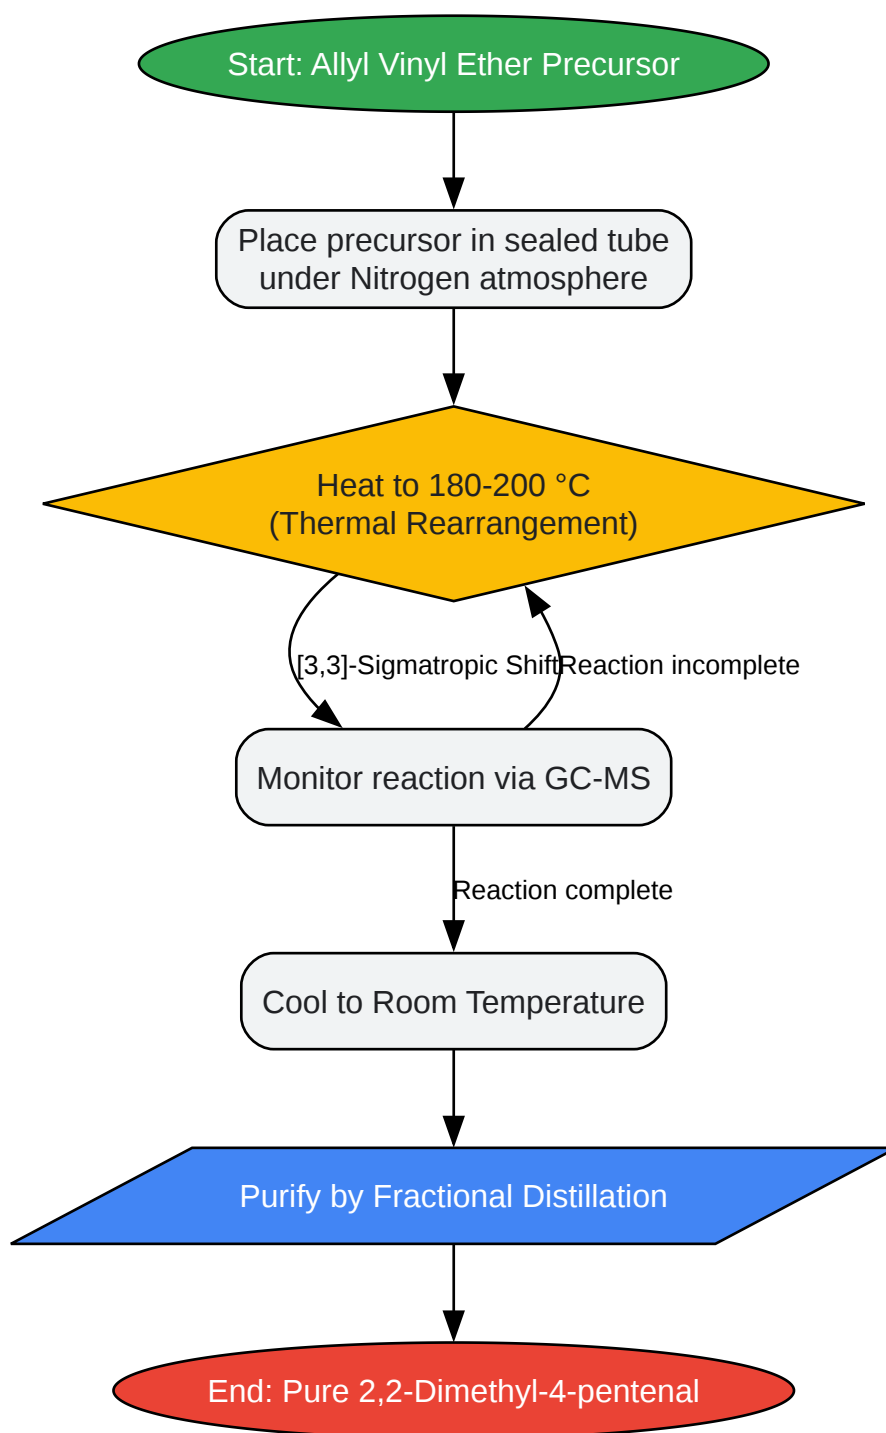 Start: Allyl Vinyl Ether Precursor
Place precursor in sealed tube
under Nitrogen atmosphere
Heat to 180-200 °C
(Thermal Rearrangement)
[3,3]-Sigmatropic Shift
Reaction incomplete
Monitor reaction via GC-MS
Reaction complete
Cool to Room Temperature
Purify by Fractional Distillation
End: Pure 2,2-Dimethyl-4-pentenal